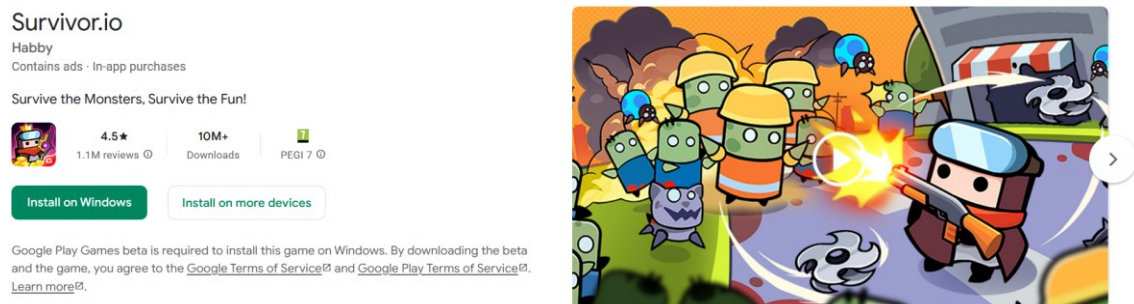 Survivor.io
Habby
Contains ads · In-app purchases
Survive the Monsters, Survive the Fun!
4.5★
1.1M reviews
10M+
Downloads
7
PEGI 7
Install on Windows
Install on more devices
Google Play Games beta is required to install this game on Windows. By downloading the beta
and the game, you agree to the Google Terms of Service and Google Play Terms of Service.
Learn more.